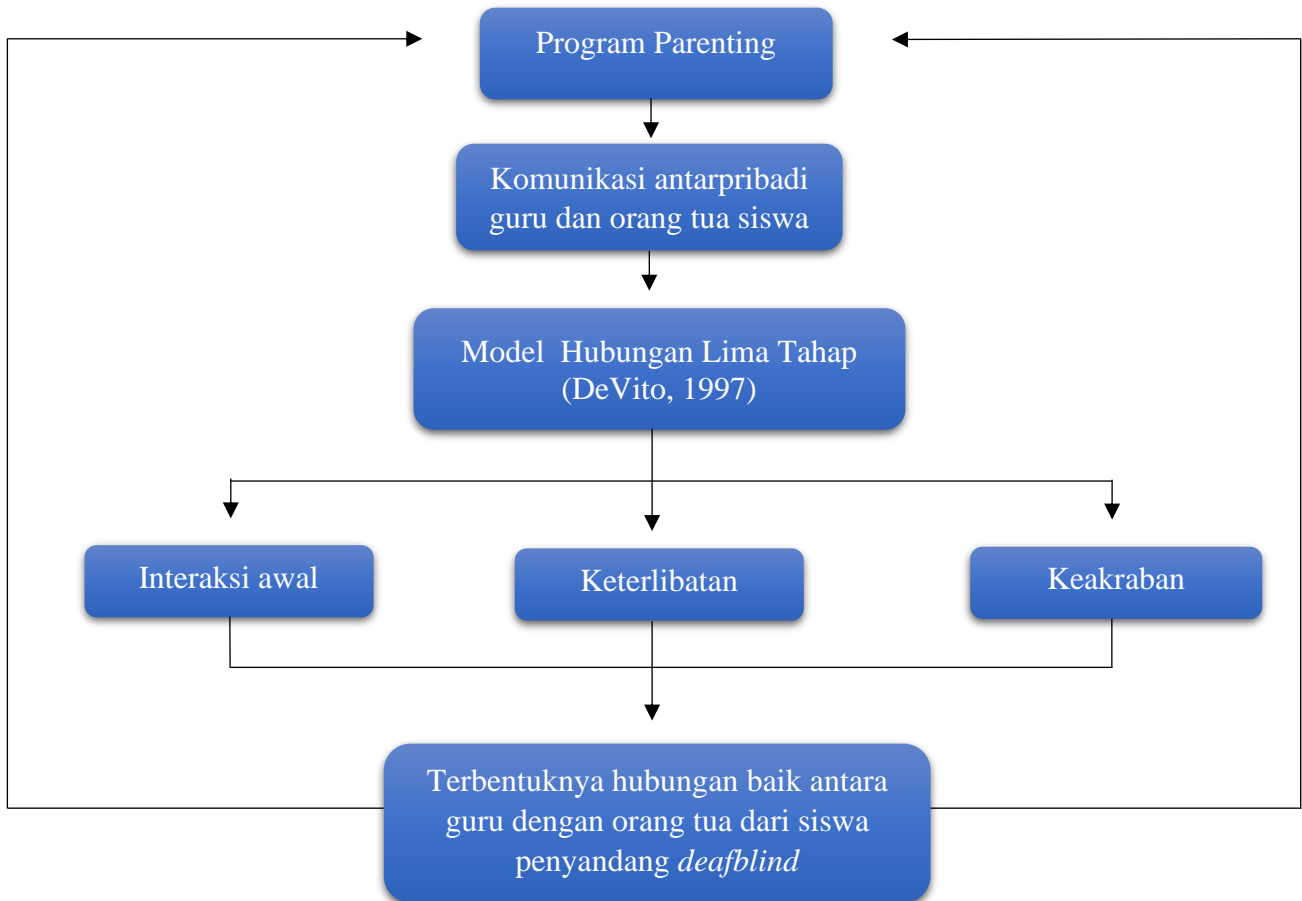 Program Parenting
Komunikasi antarpribadi
guru dan orang tua siswa
Model  Hubungan Lima Tahap
(DeVito, 1997)
Interaksi awal
Keterlibatan
Keakraban
Terbentuknya hubungan baik antara
guru dengan orang tua dari siswa
penyandang deafblind